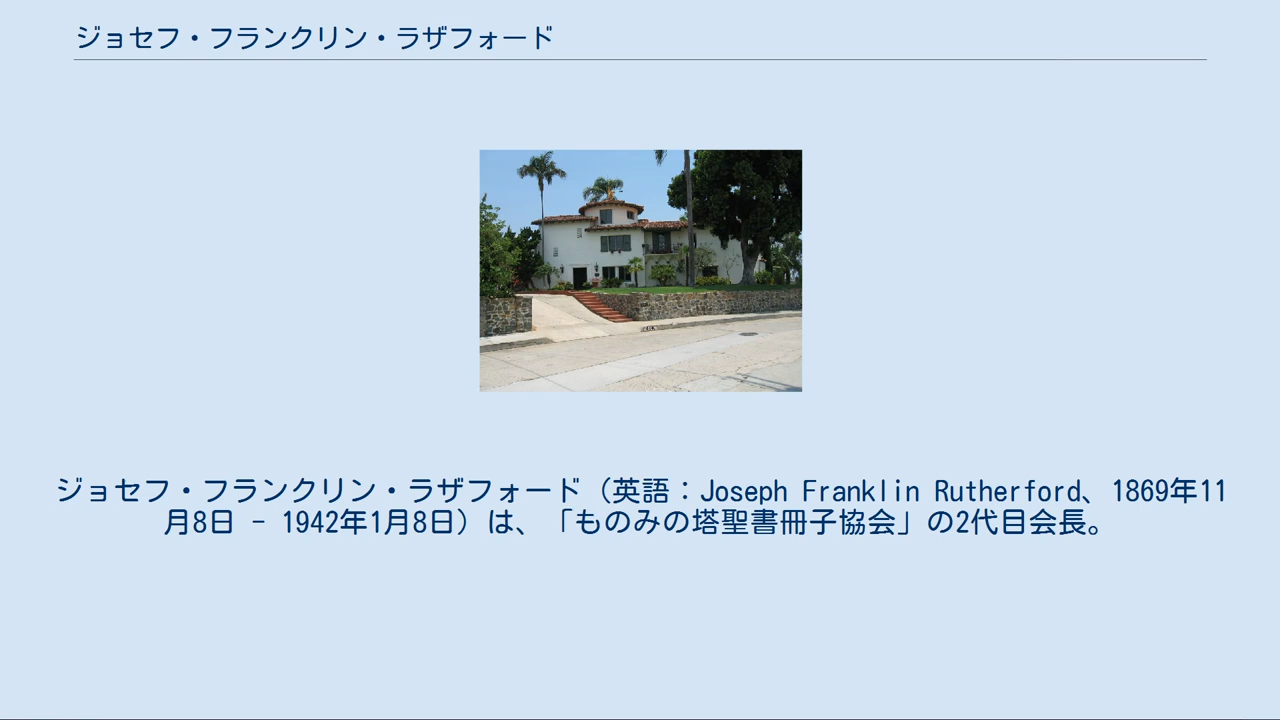 ジョセフ・フランクリン・ラザフォード
ジョセフ・フランクリン・ラザフォード（英語：Joseph Franklin Rutherford、1869年11
月8日 - 1942年1月8日）は、「ものみの塔聖書冊子協会」の2代目会長。